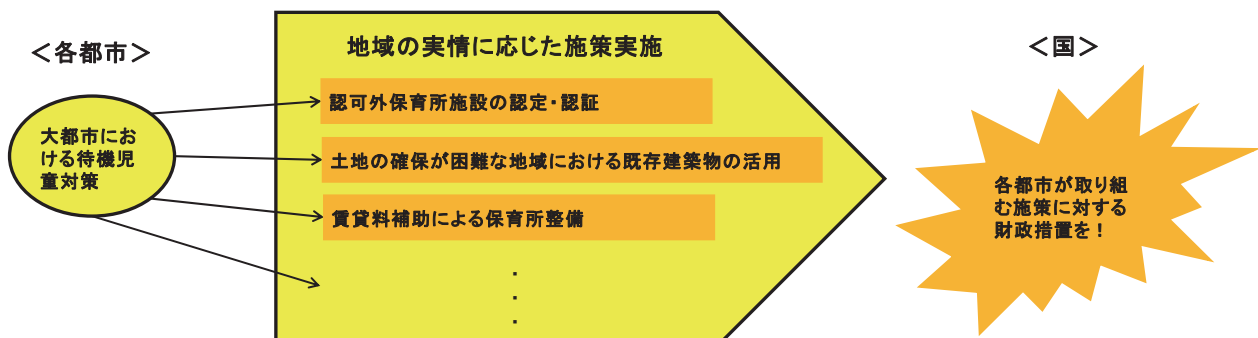 ＜各都市＞
大都市にお
ける待機児
童対策
地域の実情に応じた施策実施
認可外保育所施設の認定・認証
土地の確保が困難な地域における既存建築物の活用
賃貸料補助による保育所整備
・
・
・
＜国＞
各都市が取り組
む施策に対する
財政措置を！